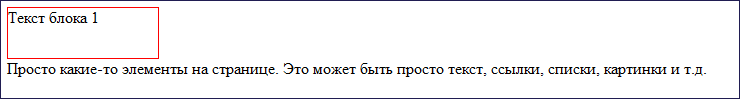 Текст блока 1
Просто какие-то элементы на странице. Это может быть просто текст, ссылки, списки, картинки и т.д.